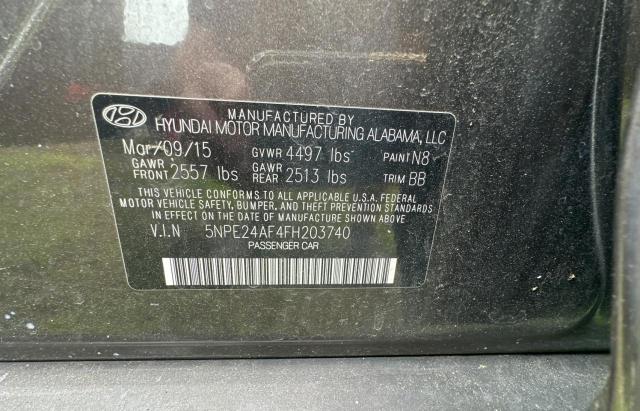 MANUFACTURED BY
HYUNDAI MOTOR MANUFACTURING ALABAMA, LLC
Mar/09/15 GVWR 4497 lbs PAINT N8
GAWR FRONT 2557 lbs GAWR REAR 2513 lbs TRIM BB
THIS VEHICLE CONFORMS TO ALL APPLICABLE U.S.A. FEDERAL
MOTOR VEHICLE SAFETY, BUMPER, AND THEFT PREVENTION STANDARDS
IN EFFECT ON THE DATE OF MANUFACTURE SHOWN ABOVE.
V.I.N 5NPE24AF4FH203740
PASSENGER CAR